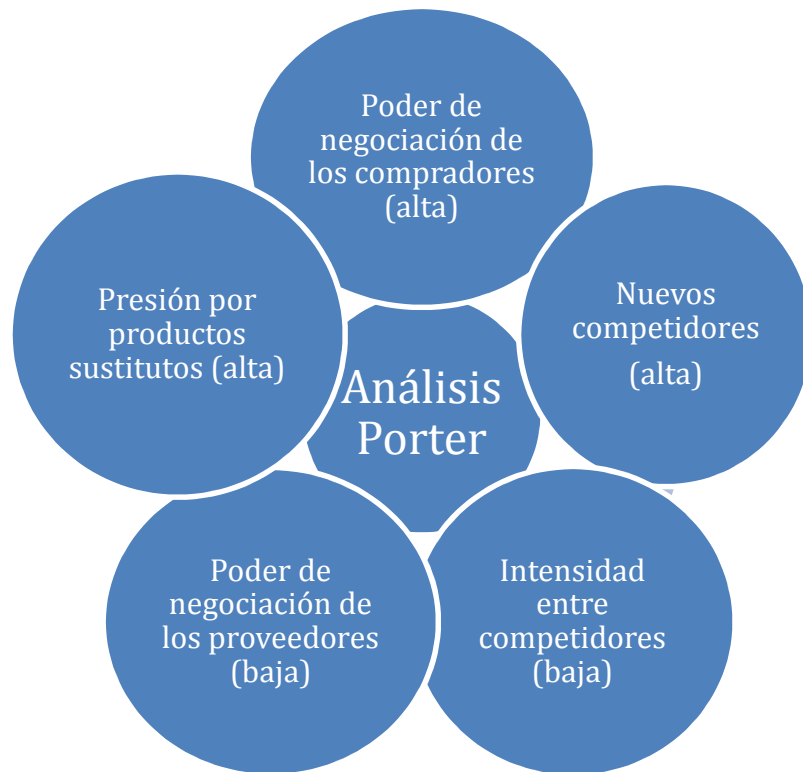 Poder de
negociación de
los compradores
(alta)
Nuevos
competidores
(alta)
Intensidad
entre
competidores
(baja)
Poder de
negociación de
los proveedores
(baja)
Presión por
productos
sustitutos (alta)
Análisis
Porter